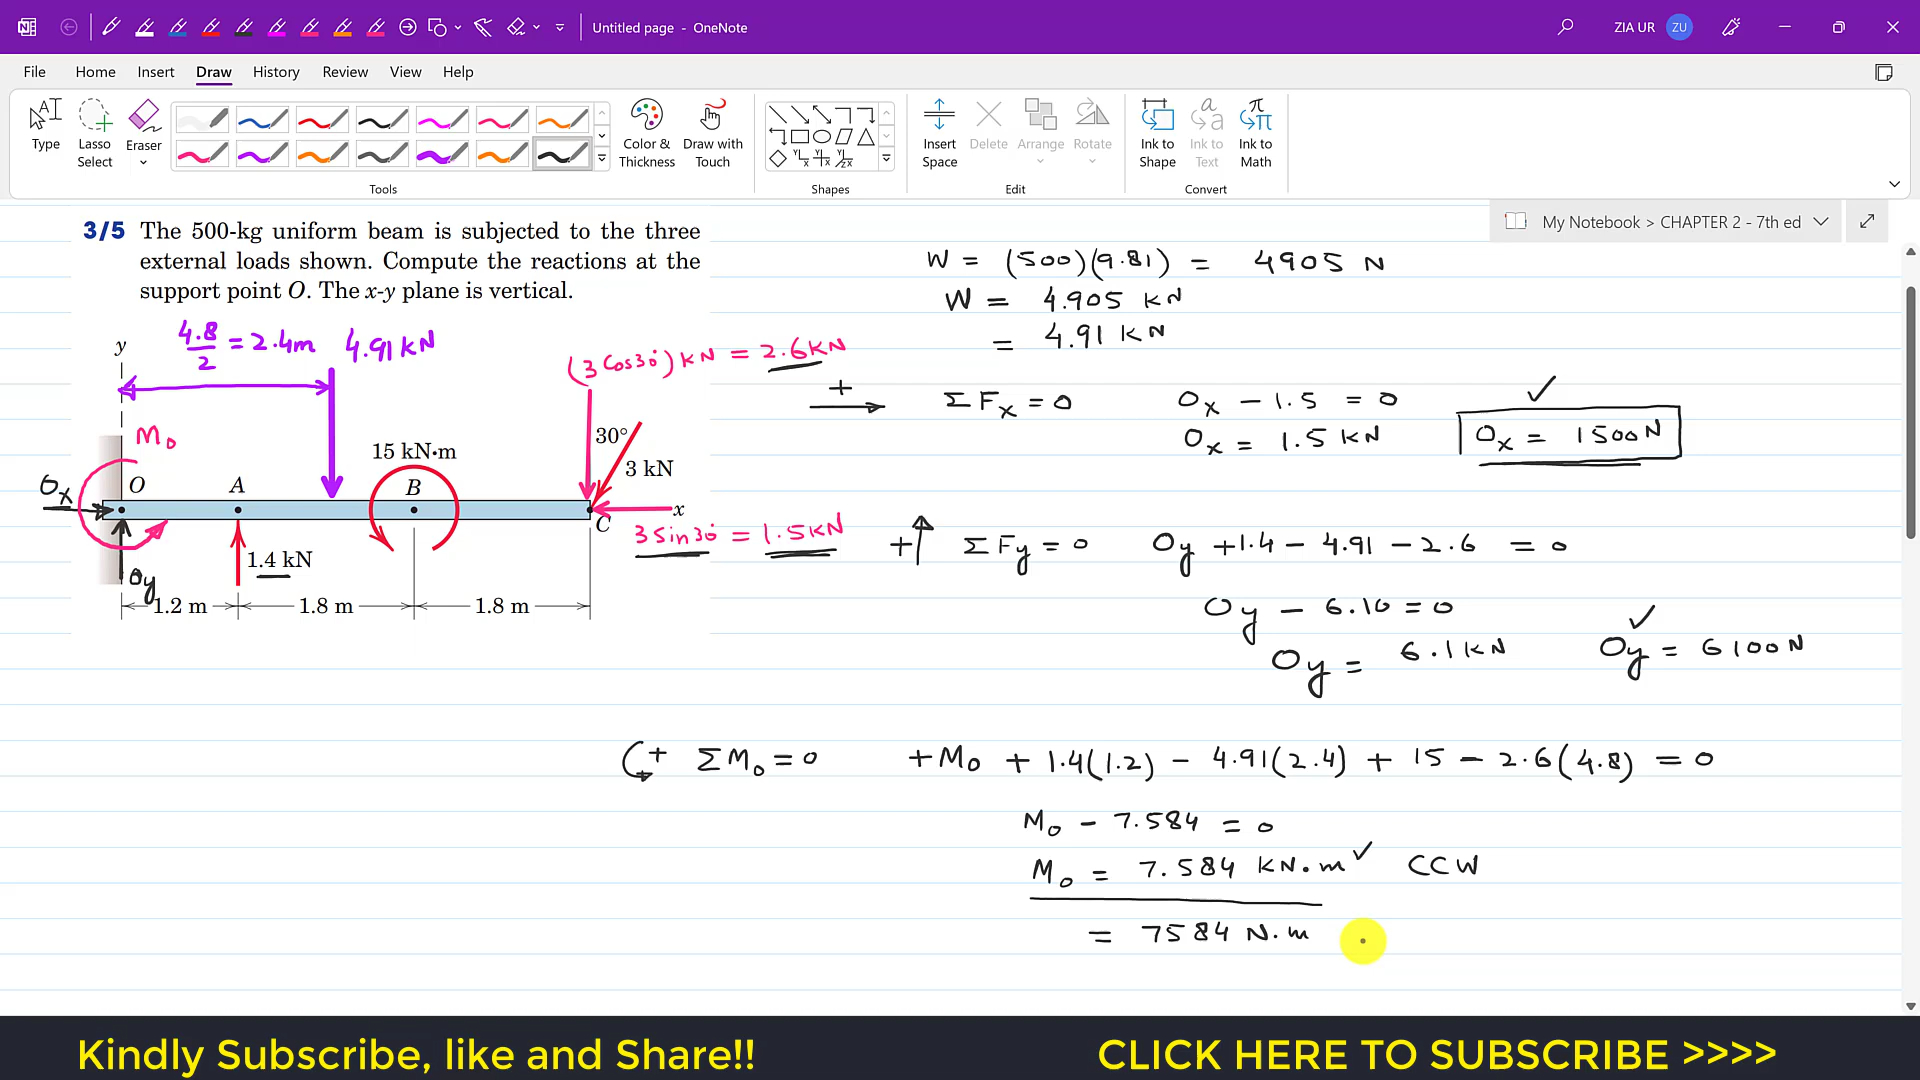 Untitled page - OneNote
ZIA UR ZU
File Home Insert Draw History Review View Help
Type
Lasso Select
Eraser
Color & Thickness
Draw with Touch
Insert Space
Delete
Arrange
Rotate
Ink to Shape
Ink to Text
Ink to Math
Tools Shapes Edit Convert
My Notebook > CHAPTER 2 - 7th ed
3/5 The 500-kg uniform beam is subjected to the three
external loads shown. Compute the reactions at the
support point O. The x-y plane is vertical.
W = (500)(9.81) = 4905 N
W = 4.905 KN
= 4.91 KN
y
4.8/2 = 2.4m 4.91KN
(3 Cos30°) KN = 2.6KN
+ ΣFx = 0 Ox - 1.5 = 0 ✓
Ox = 1.5 KN Ox = 1500N
Mo
30°
3 kN
15 kN•m
Ox O A B C x
3Sin30° = 1.5KN
1.4 kN
Oy
1.2 m 1.8 m 1.8 m
+↑ ΣFy = 0 Oy +1.4 - 4.91 - 2.6 = 0
Oy - 6.10 = 0 ✓
Oy = 6.1KN Oy = 6100N
+ ΣMo = 0 +Mo + 1.4(1.2) - 4.91(2.4) + 15 - 2.6(4.8) = 0
Mo - 7.584 = 0
Mo = 7.584 KN.m ✓ CCW
= 7584 N.m
Kindly Subscribe, like and Share!!
CLICK HERE TO SUBSCRIBE >>>>